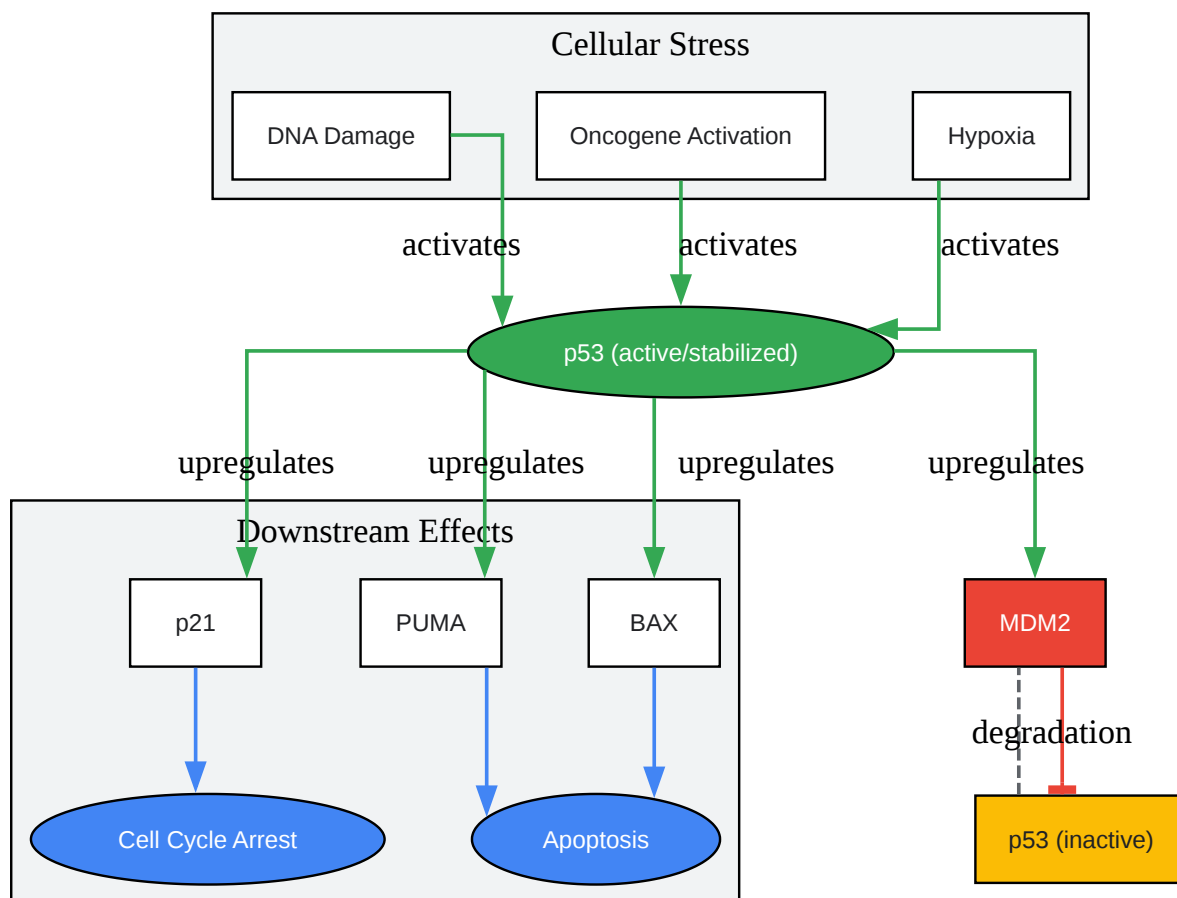 Cellular Stress
DNA Damage
Oncogene Activation
Hypoxia
activates
activates
activates
p53 (active/stabilized)
upregulates
upregulates
upregulates
upregulates
Downstream Effects
p21
PUMA
BAX
MDM2
degradation
Cell Cycle Arrest
Apoptosis
p53 (inactive)